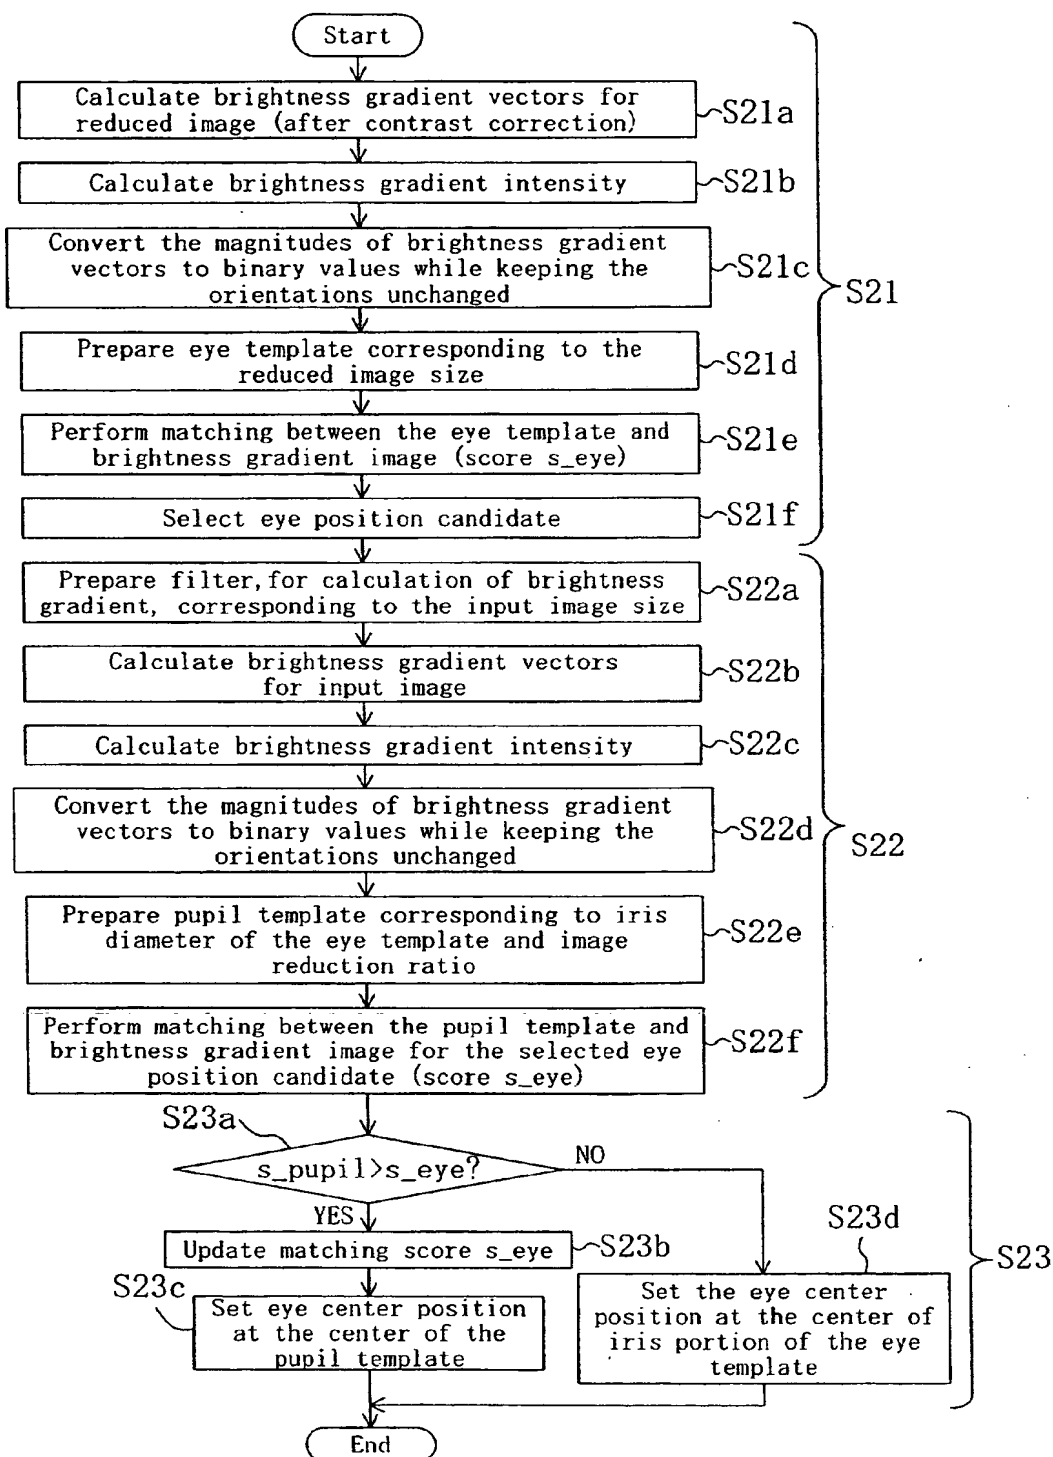 Start
Calculate brightness gradient vectors for
reduced image (after contrast correction)
S21a
Calculate brightness gradient intensity
S21b
Convert the magnitudes of brightness gradient
vectors to binary values while keeping the
orientations unchanged
S21c
S21
Prepare eye template corresponding to the
reduced image size
S21d
Perform matching between the eye template and
brightness gradient image (score s_eye)
S21e
Select eye position candidate
S21f
Prepare filter, for calculation of brightness
gradient, corresponding to the input image size
S22a
Calculate brightness gradient vectors
for input image
S22b
Calculate brightness gradient intensity
S22c
Convert the magnitudes of brightness gradient
vectors to binary values while keeping the
orientations unchanged
S22d
S22
Prepare pupil template corresponding to iris
diameter of the eye template and image
reduction ratio
S22e
Perform matching between the pupil template and
brightness gradient image for the selected eye
position candidate (score s_eye)
S22f
S23a
s_pupil>s_eye?
NO
YES
Update matching score s_eye
S23b
S23d
S23
S23c
Set eye center position
at the center of the
pupil template
Set the eye center
position at the center of
iris portion of the eye
template
End